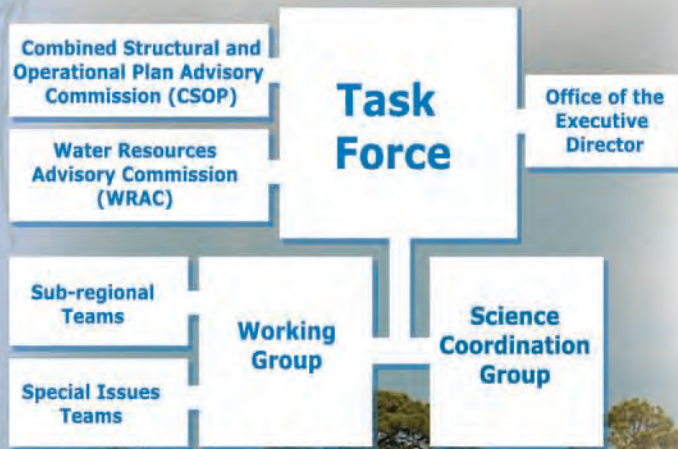 Combined Structural and
Operational Plan Advisory
Commission (CSOP)
Task
Force
Office of the
Executive
Director
Water Resources
Advisory Commission
(WRAC)
Sub-regional
Teams
Working
Group
Science
Coordination
Group
Special Issues
Teams